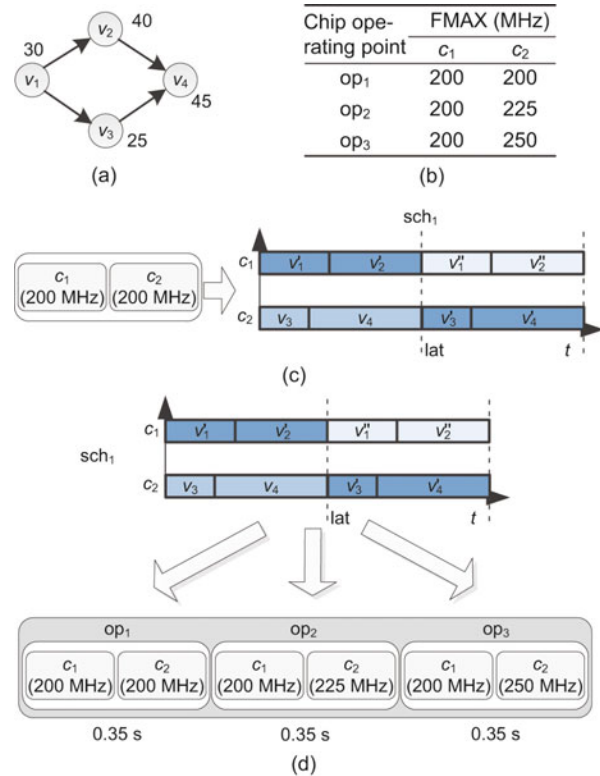 40
30
v2
v1
v4
45
v3
25
(a)
Chip ope-
rating point
FMAX (MHz)
c1 c2
op1 200 200
op2 200 225
op3 200 250
(b)
sch1
c1 v'1 v'2 v''1 v''2
c1 c2
(200 MHz) (200 MHz)
c2 v3 v4 v'3 v'4
lat t
(c)
c1 v'1 v'2 v''1 v''2
sch1
c2 v3 v4 v'3 v'4
lat t
op1 op2 op3
c1 c2 c1 c2 c1 c2
(200 MHz) (200 MHz) (200 MHz) (225 MHz) (200 MHz) (250 MHz)
0.35 s 0.35 s 0.35 s
(d)